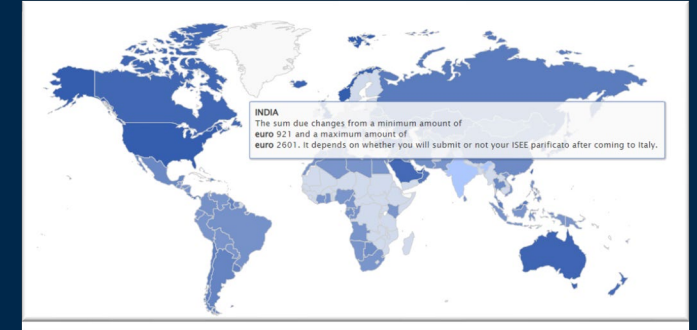 INDIA
The sum due changes from a minimum amount of
euro 921 and a maximum amount of
euro 2601. It depends on whether you will submit or not your ISEE parificato after coming to Italy.